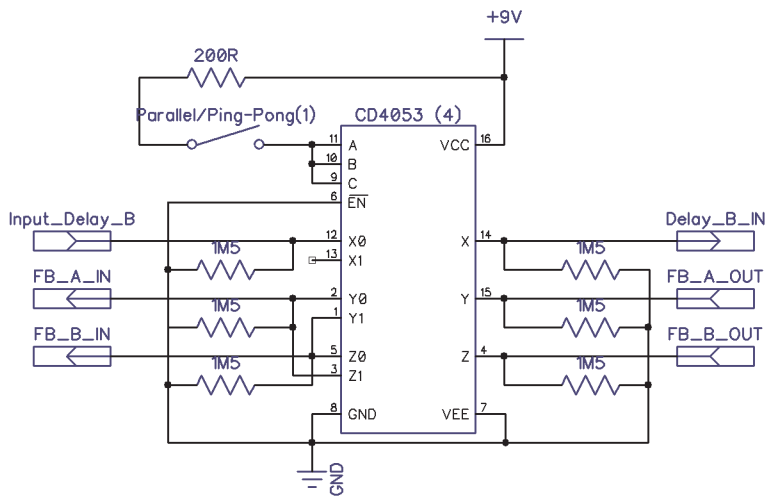 +9V
200R
Parallel/Ping-Pong(1)
CD4053 (4)
11 A VCC 16
10 B
9 C
6 EN
Input_Delay_B Delay_B_IN
12 X0 X 14
1M5 13 X1 1M5
FB_A_IN FB_A_OUT
2 Y0 Y 15
1M5 1 Y1 1M5
FB_B_IN FB_B_OUT
5 Z0 Z 4
1M5 3 Z1 1M5
8 GND VEE 7
GND